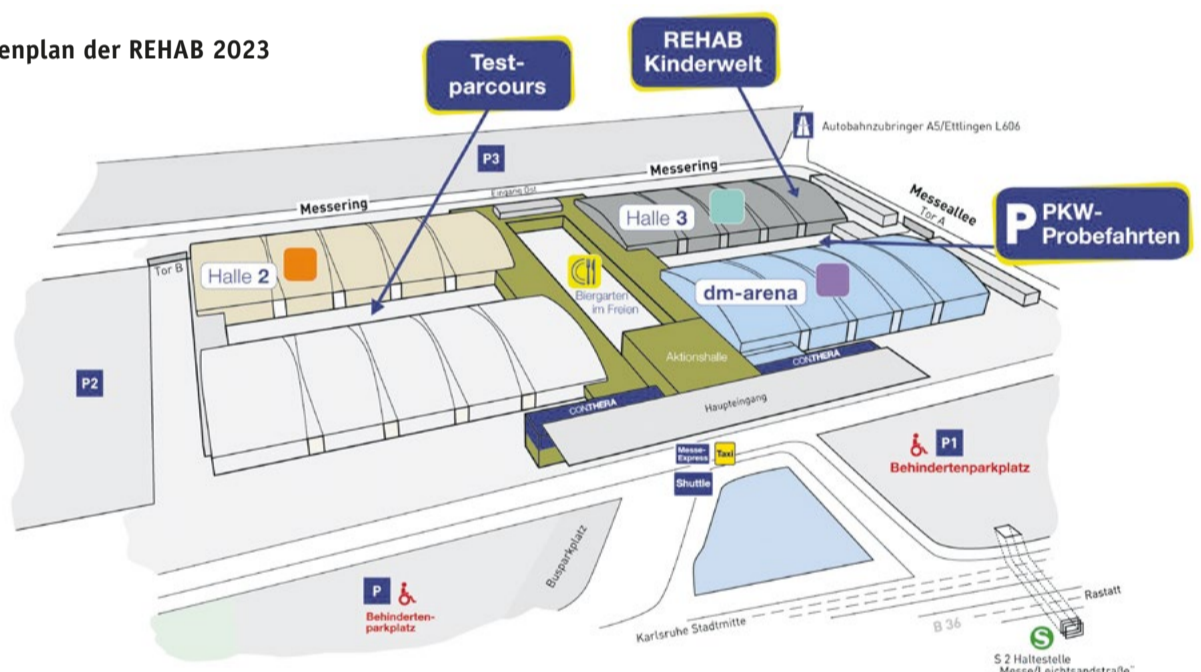 enplan der REHAB 2023
Test-
parcours
REHAB
Kinderwelt
Autobahnzubringer A5/Ettlingen L606
P3
Messering
Eingang Ost
Messering
Messeallee
Tor A
P PKW-
Probefahrten
Halle 3
Tor B
Halle 2
Biergarten
im Freien
dm-arena
Aktionshalle
CONTHERA
P2
CONTHERA
Haupteingang
Messe-
Express
Taxi
Shuttle
P1
Behindertenparkplatz
Busparkplatz
P
Behinderten-
parkplatz
Karlsruhe Stadtmitte
B 36
Rastatt
S
S 2 Haltestelle
„Messe/Leichtsandstraße“